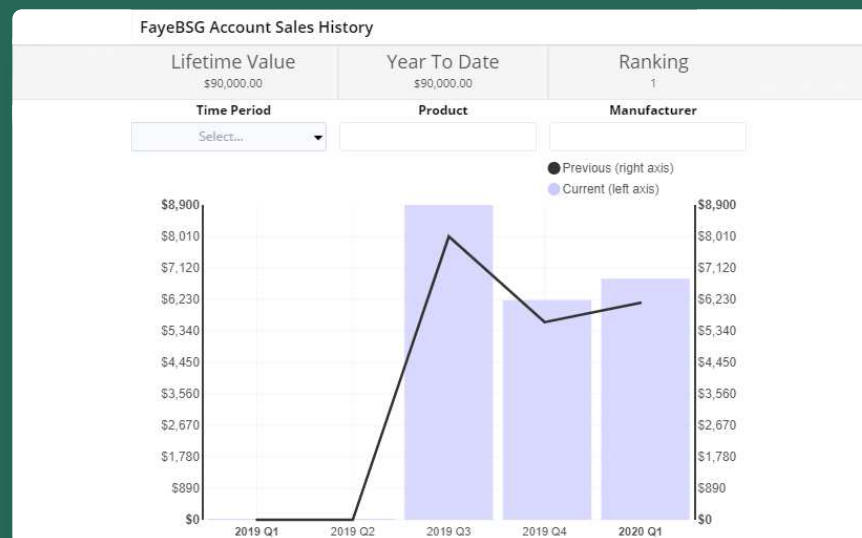 FayeBSG Account Sales History
Lifetime Value Year To Date Ranking
$90,000.00 $90,000.00 1
Time Period Product Manufacturer
Select...
Previous (right axis)
Current (left axis)
$8,900 $8,900
$8,010 $8,010
$7,120 $7,120
$6,230 $6,230
$5,340 $5,340
$4,450 $4,450
$3,560 $3,560
$2,670 $2,670
$1,780 $1,780
$890 $890
$0 $0
2019 Q1 2019 Q2 2019 Q3 2019 Q4 2020 Q1